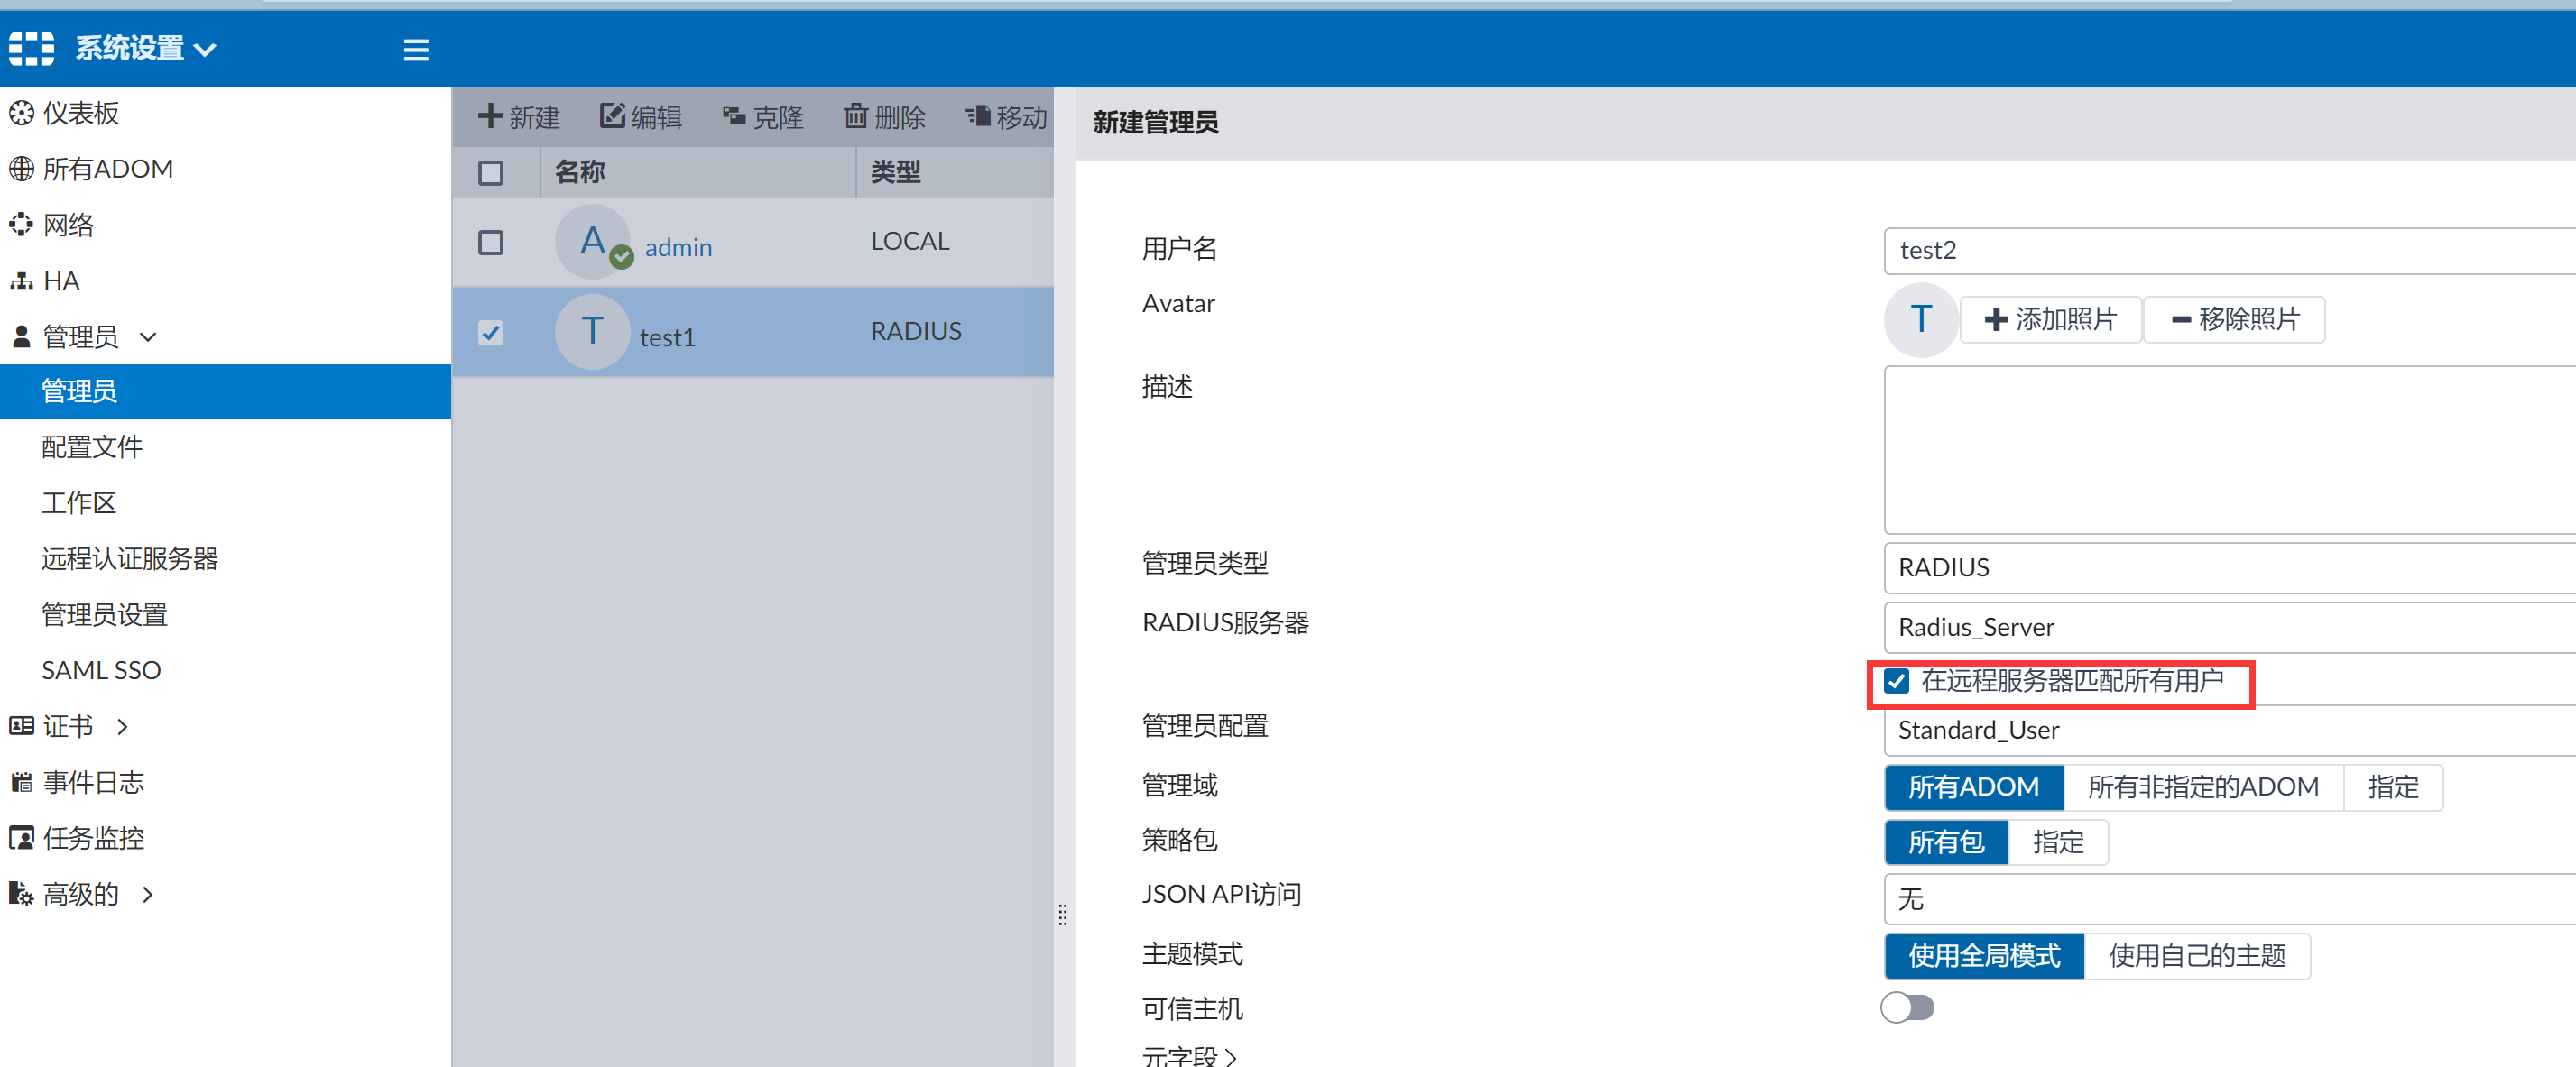 系统设置
仪表板
所有ADOM
网络
HA
管理员
管理员
配置文件
工作区
远程认证服务器
管理员设置
SAML SSO
证书
事件日志
任务监控
高级的
新建 编辑 克隆 删除 移动
名称 类型
A admin LOCAL
T test1 RADIUS
新建管理员
用户名 test2
Avatar T 添加照片 移除照片
描述
管理员类型 RADIUS
RADIUS服务器 Radius_Server
在远程服务器匹配所有用户
管理员配置 Standard_User
管理域 所有ADOM 所有非指定的ADOM 指定
策略包 所有包 指定
JSON API访问 无
主题模式 使用全局模式 使用自己的主题
可信主机
元字段